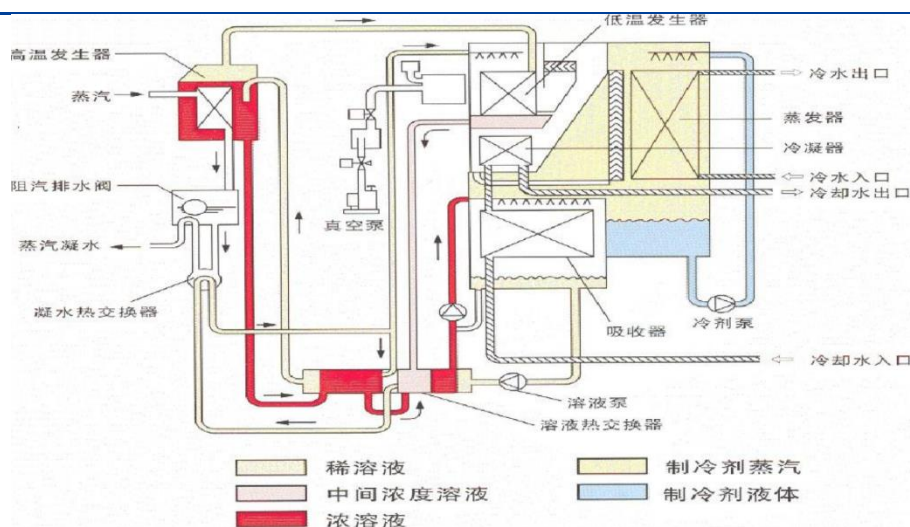 低温发生器
高温发生器
冷水出口
蒸汽
蒸发器
冷凝器
冷水入口
阻汽排水阀
冷却水出口
真空泵
蒸汽凝水
凝水热交换器
冷剂泵
吸收器
冷却水入口
溶液泵
溶液热交换器
稀溶液
制冷剂蒸汽
中间浓度溶液
制冷剂液体
浓溶液